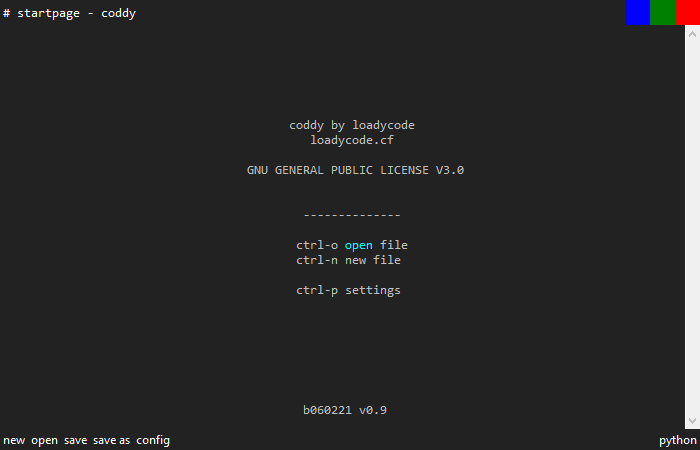 # startpage - coddy
coddy by loadycode
loadycode.cf
GNU GENERAL PUBLIC LICENSE V3.0
--------------
ctrl-o open file
ctrl-n new file
ctrl-p settings
b060221 v0.9
new open save save as config python